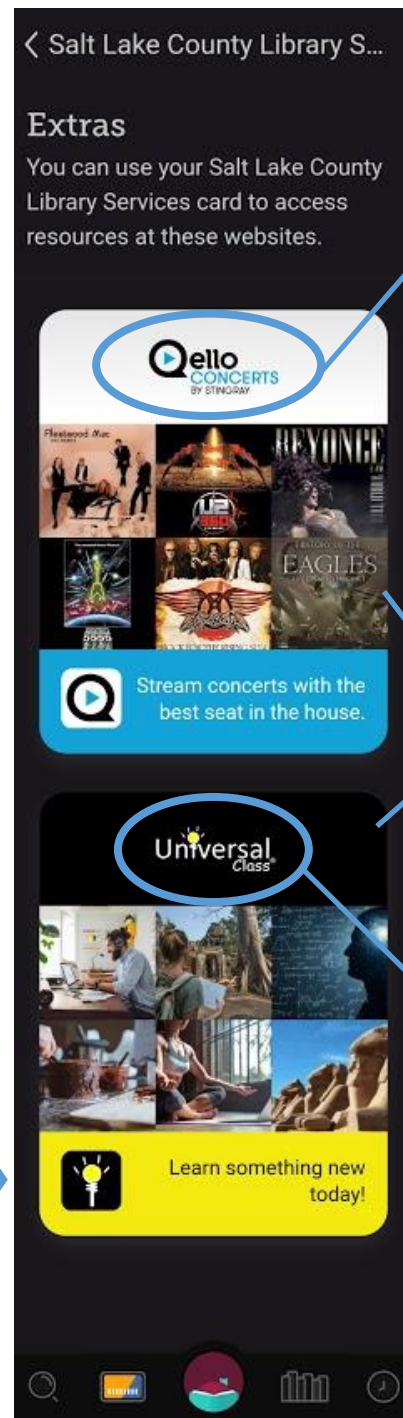 Salt Lake County Library S...
Extras
You can use your Salt Lake County
Library Services card to access
resources at these websites.
Qello
CONCERTS
BY STINGRAY
Fleetwood Mac
BEYONCÉ
U2
360
EAGLES
Stream concerts with the
best seat in the house.
Universal
Class®
Learn something new
today!